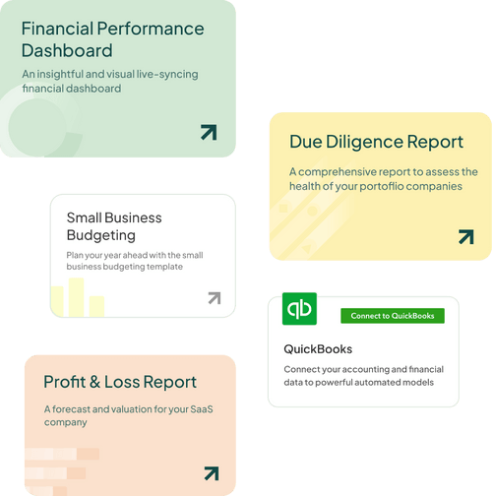 Financial Performance
Dashboard
An insightful and visual live-syncing
financial dashboard
Due Diligence Report
A comprehensive report to assess the
health of your portoflio companies
Small Business
Budgeting
Plan your year ahead with the small
business budgeting template
qb
Connect to QuickBooks
QuickBooks
Connect your accounting and financial
data to powerful automated models
Profit & Loss Report
A forecast and valuation for your SaaS
company